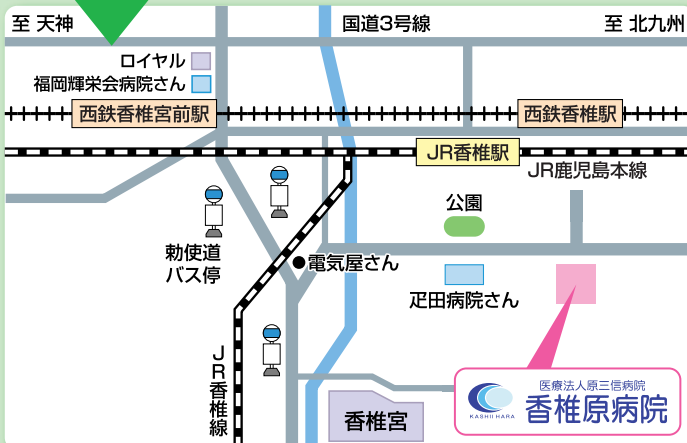 至 天神
国道3号線
至 北九州
ロイヤル
福岡輝栄会病院さん
西鉄香椎宮前駅
西鉄香椎駅
JR香椎駅
JR鹿児島本線
公園
勅使道
バス停
電気屋さん
疋田病院さん
JR香椎線
香椎宮
医療法人原三信病院
香椎原病院
KASHII HARA